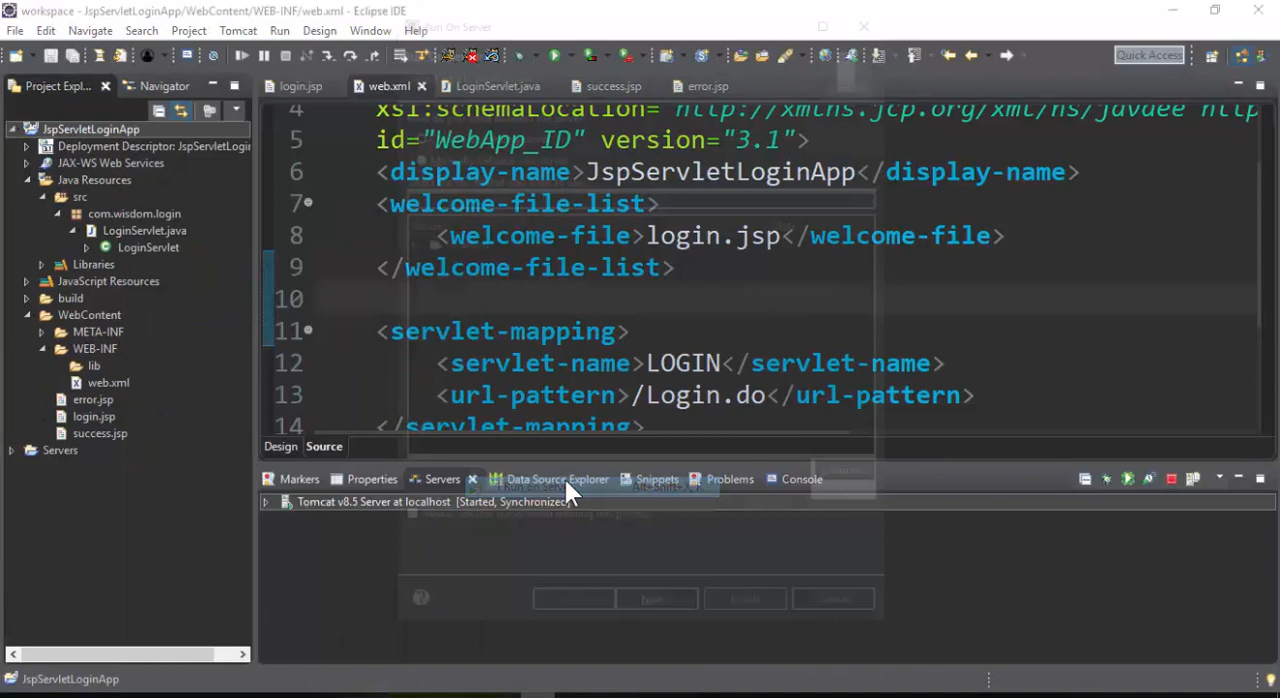 workspace - JspServletLoginApp/WebContent/WEB-INF/web.xml - Eclipse IDE
Run On Server
File Edit Navigate Search Project Tomcat Run Design Window Help
Quick Access
Project Expl... Navigator
login.jsp web.xml LoginServlet.java success.jsp error.jsp
JspServletLoginApp
Deployment Descriptor: JspServletLogin
JAX-WS Web Services
Java Resources
src
com.wisdom.login
LoginServlet.java
LoginServlet
Libraries
JavaScript Resources
build
WebContent
META-INF
WEB-INF
lib
web.xml
error.jsp
login.jsp
success.jsp
Servers
4 xsi:schemaLocation="http://xmlns.jcp.org/xml/ns/javaee http
5 id="WebApp_ID" version="3.1">
6 <display-name>JspServletLoginApp</display-name>
7 <welcome-file-list>
8 <welcome-file>login.jsp</welcome-file>
9 </welcome-file-list>
10
11 <servlet-mapping>
12 <servlet-name>LOGIN</servlet-name>
13 <url-pattern>/Login.do</url-pattern>
14 </servlet-mapping>
Design Source
Markers Properties Servers Data Source Explorer Snippets Problems Console
Tomcat v8.5 Server at localhost [Started, Synchronized]
JspServletLoginApp